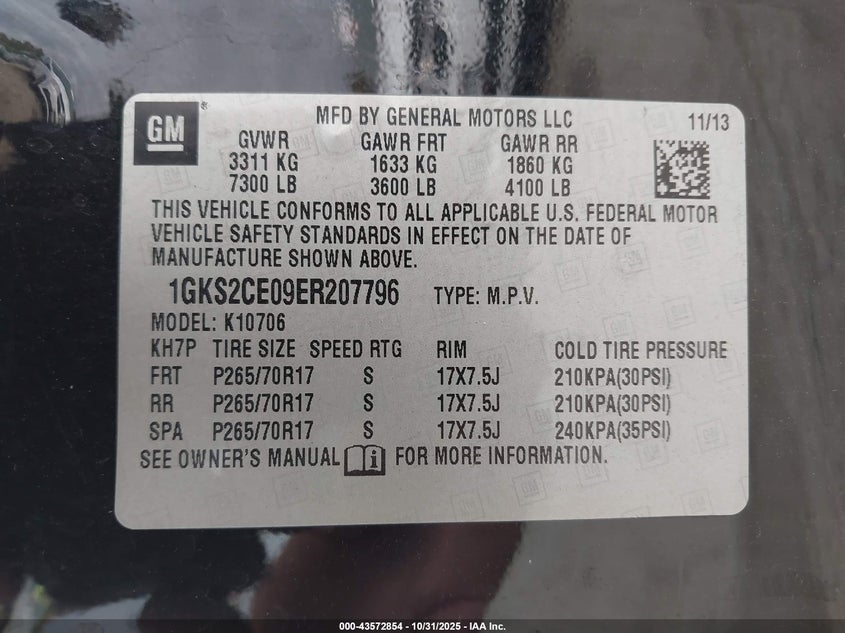 GM
MFD BY GENERAL MOTORS LLC 11/13
GVWR GAWR FRT GAWR RR
3311 KG 1633 KG 1860 KG
7300 LB 3600 LB 4100 LB
THIS VEHICLE CONFORMS TO ALL APPLICABLE U.S. FEDERAL MOTOR
VEHICLE SAFETY STANDARDS IN EFFECT ON THE DATE OF
MANUFACTURE SHOWN ABOVE.
1GKS2CE09ER207796 TYPE: M.P.V.
MODEL: K10706
KH7P TIRE SIZE SPEED RTG RIM COLD TIRE PRESSURE
FRT P265/70R17 S 17X7.5J 210KPA(30PSI)
RR P265/70R17 S 17X7.5J 210KPA(30PSI)
SPA P265/70R17 S 17X7.5J 240KPA(35PSI)
SEE OWNER'S MANUAL i FOR MORE INFORMATION.
000-43572854 - 10/31/2025 - IAA Inc.